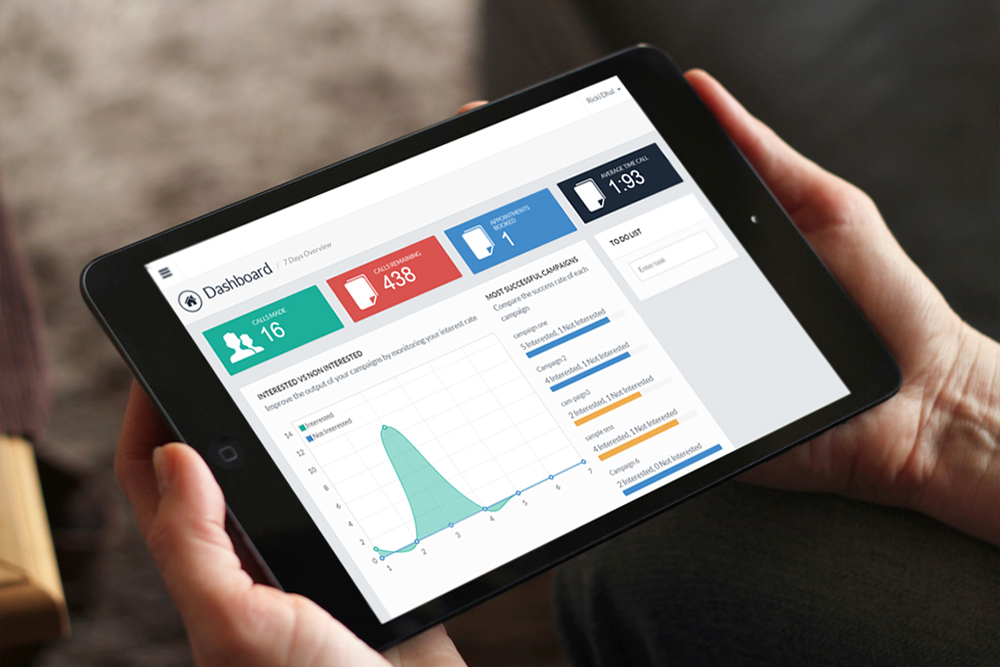 Ricki Dhal
Dashboard / 7 Days Overview
CALLS MADE
16
CALLS REMAINING
438
APPOINTMENTS
BOOKED
1
AVERAGE TIME CALL
1:93
INTERESTED VS NON INTERESTED
Improve the output of your campaigns by monitoring your interest rate
Interessed
Not Interessed
14
12
10
8
6
4
2
0
1
2
3
4
5
6
7
MOST SUCCESSFUL CAMPAIGNS
Compare the success rate of each
campaign
campaign one
5 Interested, 1 Not Interested
Campaign 2
4 Interested, 1 Not Interested
cam-paign3
2 Interested, 1 Not Interested
sample test
4 Interested, 1 Not Interested
Campaign 6
2 Interested, 0 Not Interested
TO DO LIST
Enter task